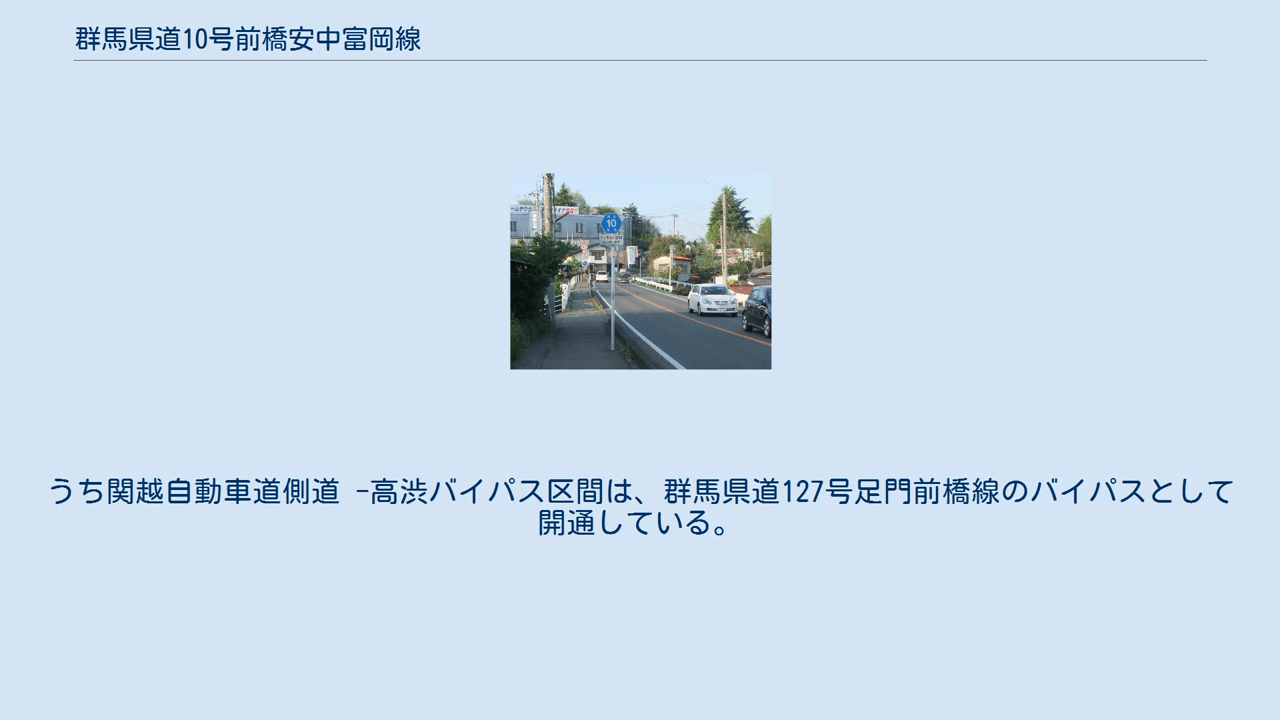 群馬県道10号前橋安中富岡線
10
うち関越自動車道側道 -高渋バイパス区間は、群馬県道127号足門前橋線のバイパスとして
開通している。